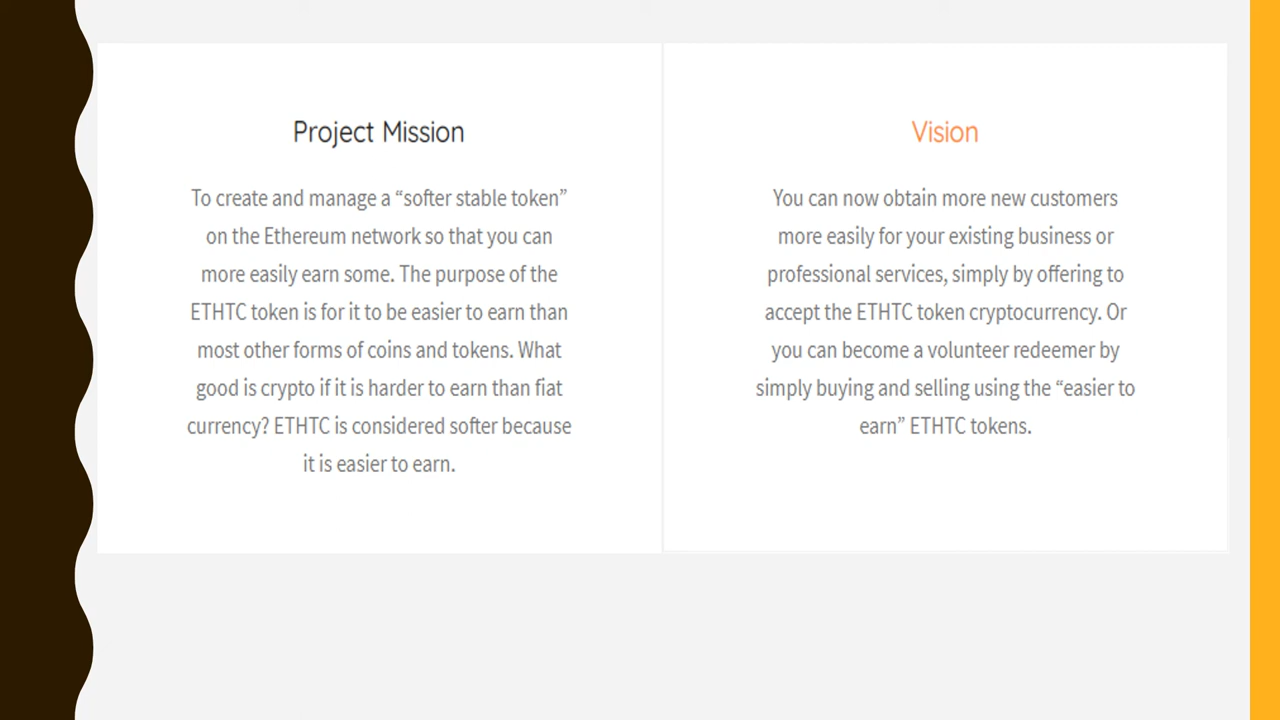 Project Mission
To create and manage a “softer stable token”
on the Ethereum network so that you can
more easily earn some. The purpose of the
ETHTC token is for it to be easier to earn than
most other forms of coins and tokens. What
good is crypto if it is harder to earn than fiat
currency? ETHTC is considered softer because
it is easier to earn.
Vision
You can now obtain more new customers
more easily for your existing business or
professional services, simply by offering to
accept the ETHTC token cryptocurrency. Or
you can become a volunteer redeemer by
simply buying and selling using the “easier to
earn” ETHTC tokens.